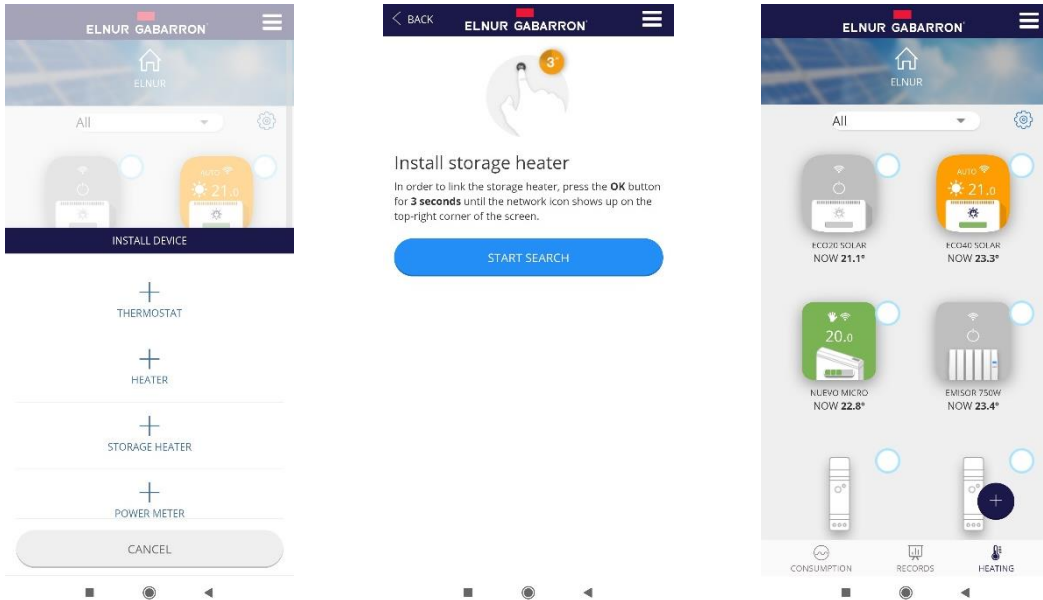 ELNUR GABARRON
ELNUR
All
AUTO
21.0
INSTALL DEVICE
THERMOSTAT
HEATER
STORAGE HEATER
POWER METER
CANCEL
BACK
ELNUR GABARRON
3"
Install storage heater
In order to link the storage heater, press the OK button
for 3 seconds until the network icon shows up on the
top-right corner of the screen.
START SEARCH
ELNUR GABARRON
ELNUR
All
AUTO
21.0
ECO20 SOLAR
NOW 21.1°
ECO40 SOLAR
NOW 23.3°
20.0
NUEVO MICRO
NOW 22.8°
EMISOR 750W
NOW 23.4°
CONSUMPTION
RECORDS
HEATING